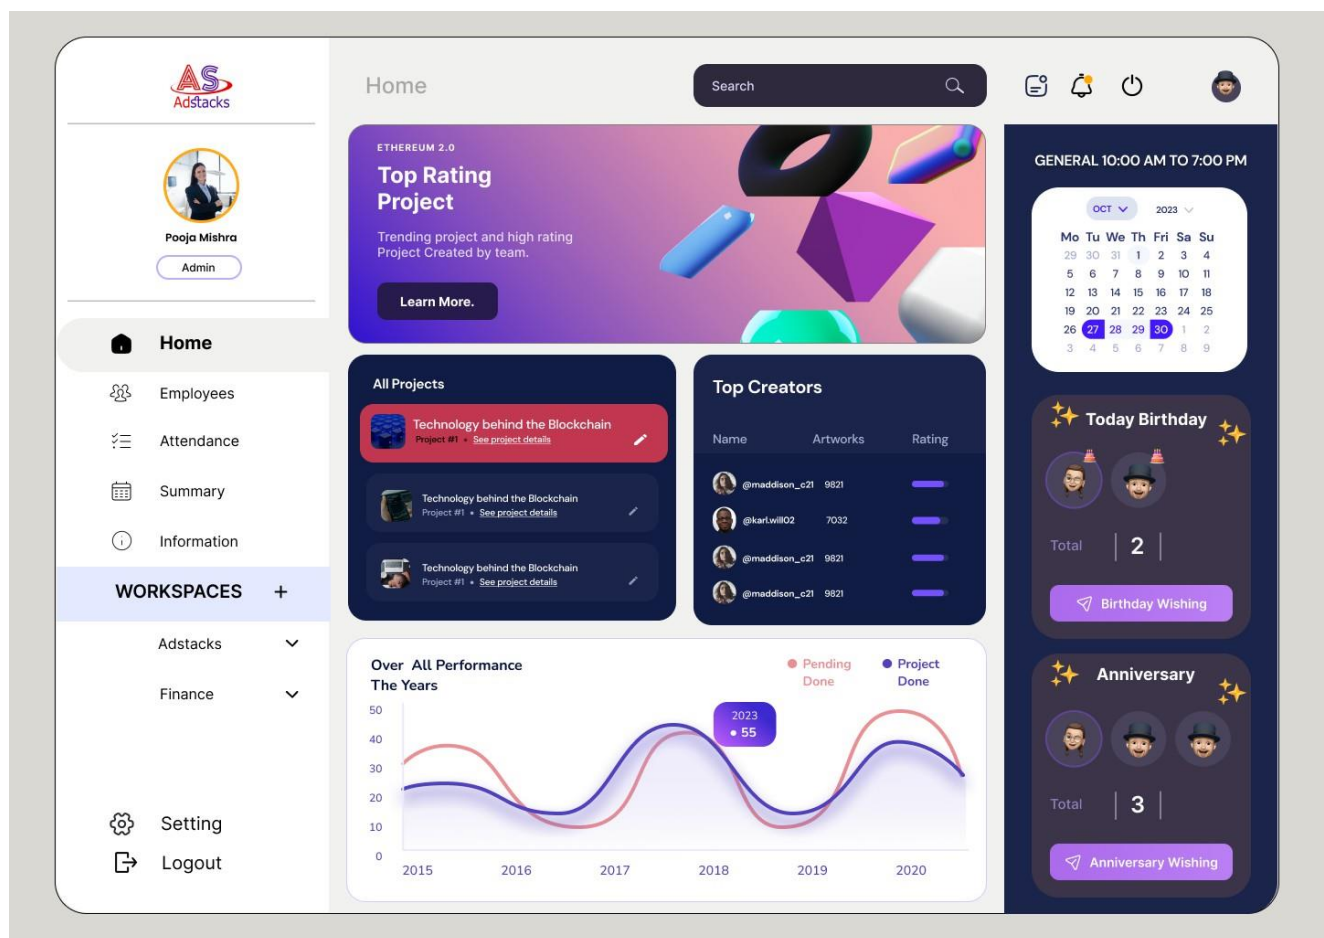 AS
Adstacks
Pooja Mishra
Admin
Home
Employees
Attendance
Summary
Information
WORKSPACES +
Adstacks
Finance
Setting
Logout
Home
Search
ETHEREUM 2.0
Top Rating
Project
Trending project and high rating
Project Created by team.
Learn More.
All Projects
Technology behind the Blockchain
Project #1 • See project details
Technology behind the Blockchain
Project #1 • See project details
Technology behind the Blockchain
Project #1 • See project details
Top Creators
Name Artworks Rating
@maddison_c21 9821
@karl.will02 7032
@maddison_c21 9821
@maddison_c21 9821
Over All Performance
The Years
Pending
Done
Project
Done
2023
• 55
50
40
30
20
10
0
2015 2016 2017 2018 2019 2020
GENERAL 10:00 AM TO 7:00 PM
OCT 2023
Mo Tu We Th Fri Sa Su
29 30 31 1 2 3 4
5 6 7 8 9 10 11
12 13 14 15 16 17 18
19 20 21 22 23 24 25
26 27 28 29 30 1 2
3 4 5 6 7 8 9
Today Birthday
Total | 2 |
Birthday Wishing
Anniversary
Total | 3 |
Anniversary Wishing